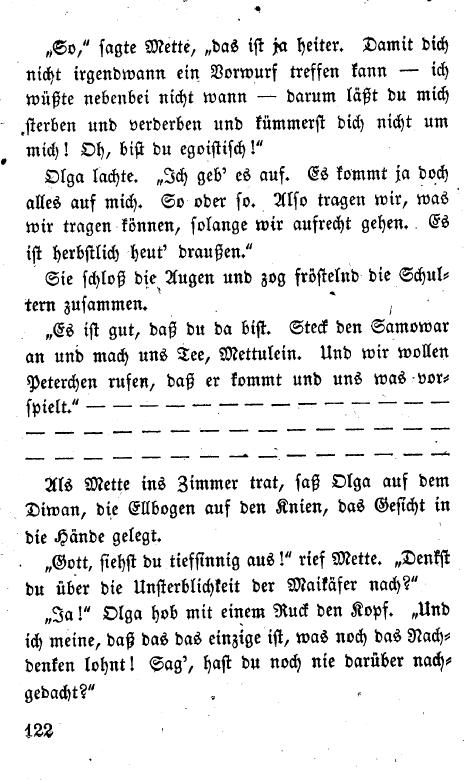 „So,“ sagte Mette, „das ist ja heiter. Damit dich
nicht irgendwann ein Vorwurf treffen kann — ich
wüßte nebenbei nicht wann — darum läßt du mich
sterben und verderben und kümmerst dich nicht um
mich! Oh, bist du egoistisch!“
Olga lachte. „Ich geb’ es auf. Es kommt ja doch
alles auf mich. So oder so. Also tragen wir, was
wir tragen können, solange wir aufrecht gehen. Es
ist herbstlich heut’ draußen.“
Sie schloß die Augen und zog fröstelnd die Schul-
tern zusammen.
„Es ist gut, daß du da bist. Steck den Samowar
an und mach uns Tee, Mettulein. Und wir wollen
Peterchen rufen, daß er kommt und uns was vor-
spielt.“ — — — — — — — — — — — — — —
— — — — — — — — — — — — — — — —
— — — — — — — — — — — — — — — —
Als Mette ins Zimmer trat, saß Olga auf dem
Diwan, die Ellbogen auf den Knien, das Gesicht in
die Hände gelegt.
„Gott, siehst du tiefsinnig aus!“ rief Mette. „Denkst
du über die Unsterblichkeit der Maikäfer nach?“
„Ja!“ Olga hob mit einem Ruck den Kopf. „Und
ich meine, daß das das einzige ist, was noch das Nach-
denken lohnt! Sag’, hast du noch nie darüber nach-
gedacht?“
122